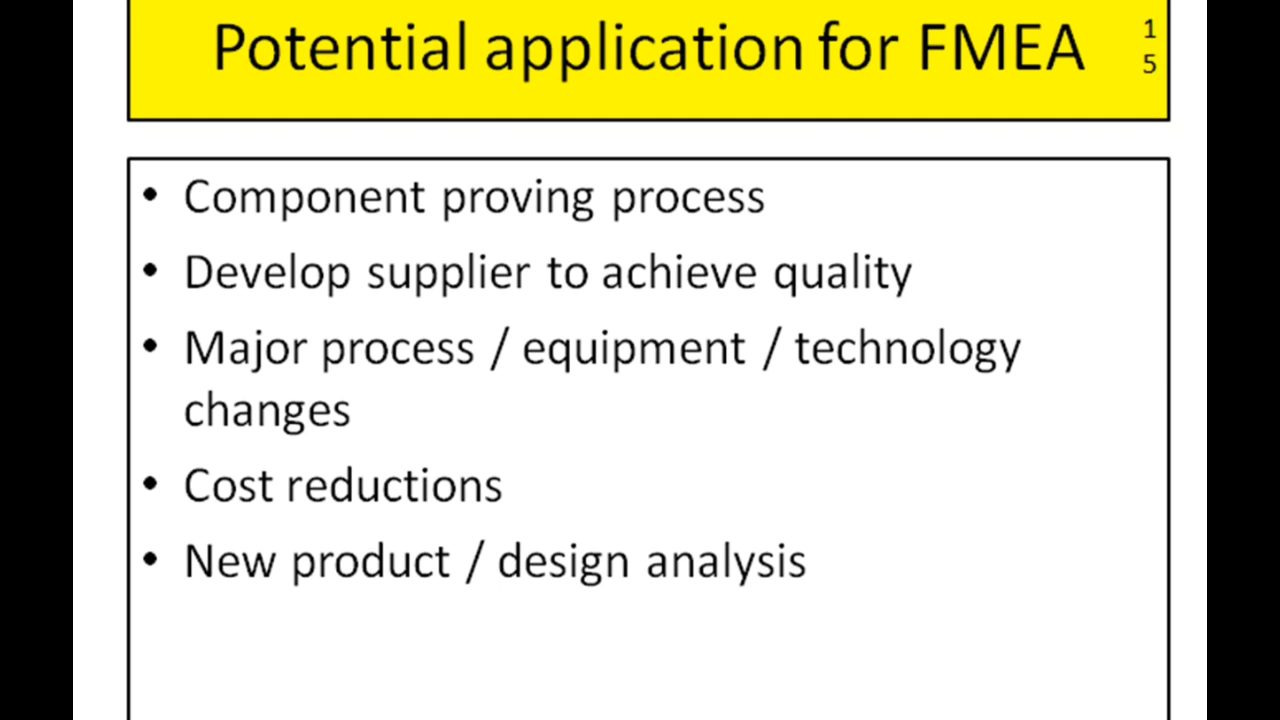 Potential application for FMEA
1
5
• Component proving process
• Develop supplier to achieve quality
• Major process / equipment / technology
changes
• Cost reductions
• New product / design analysis